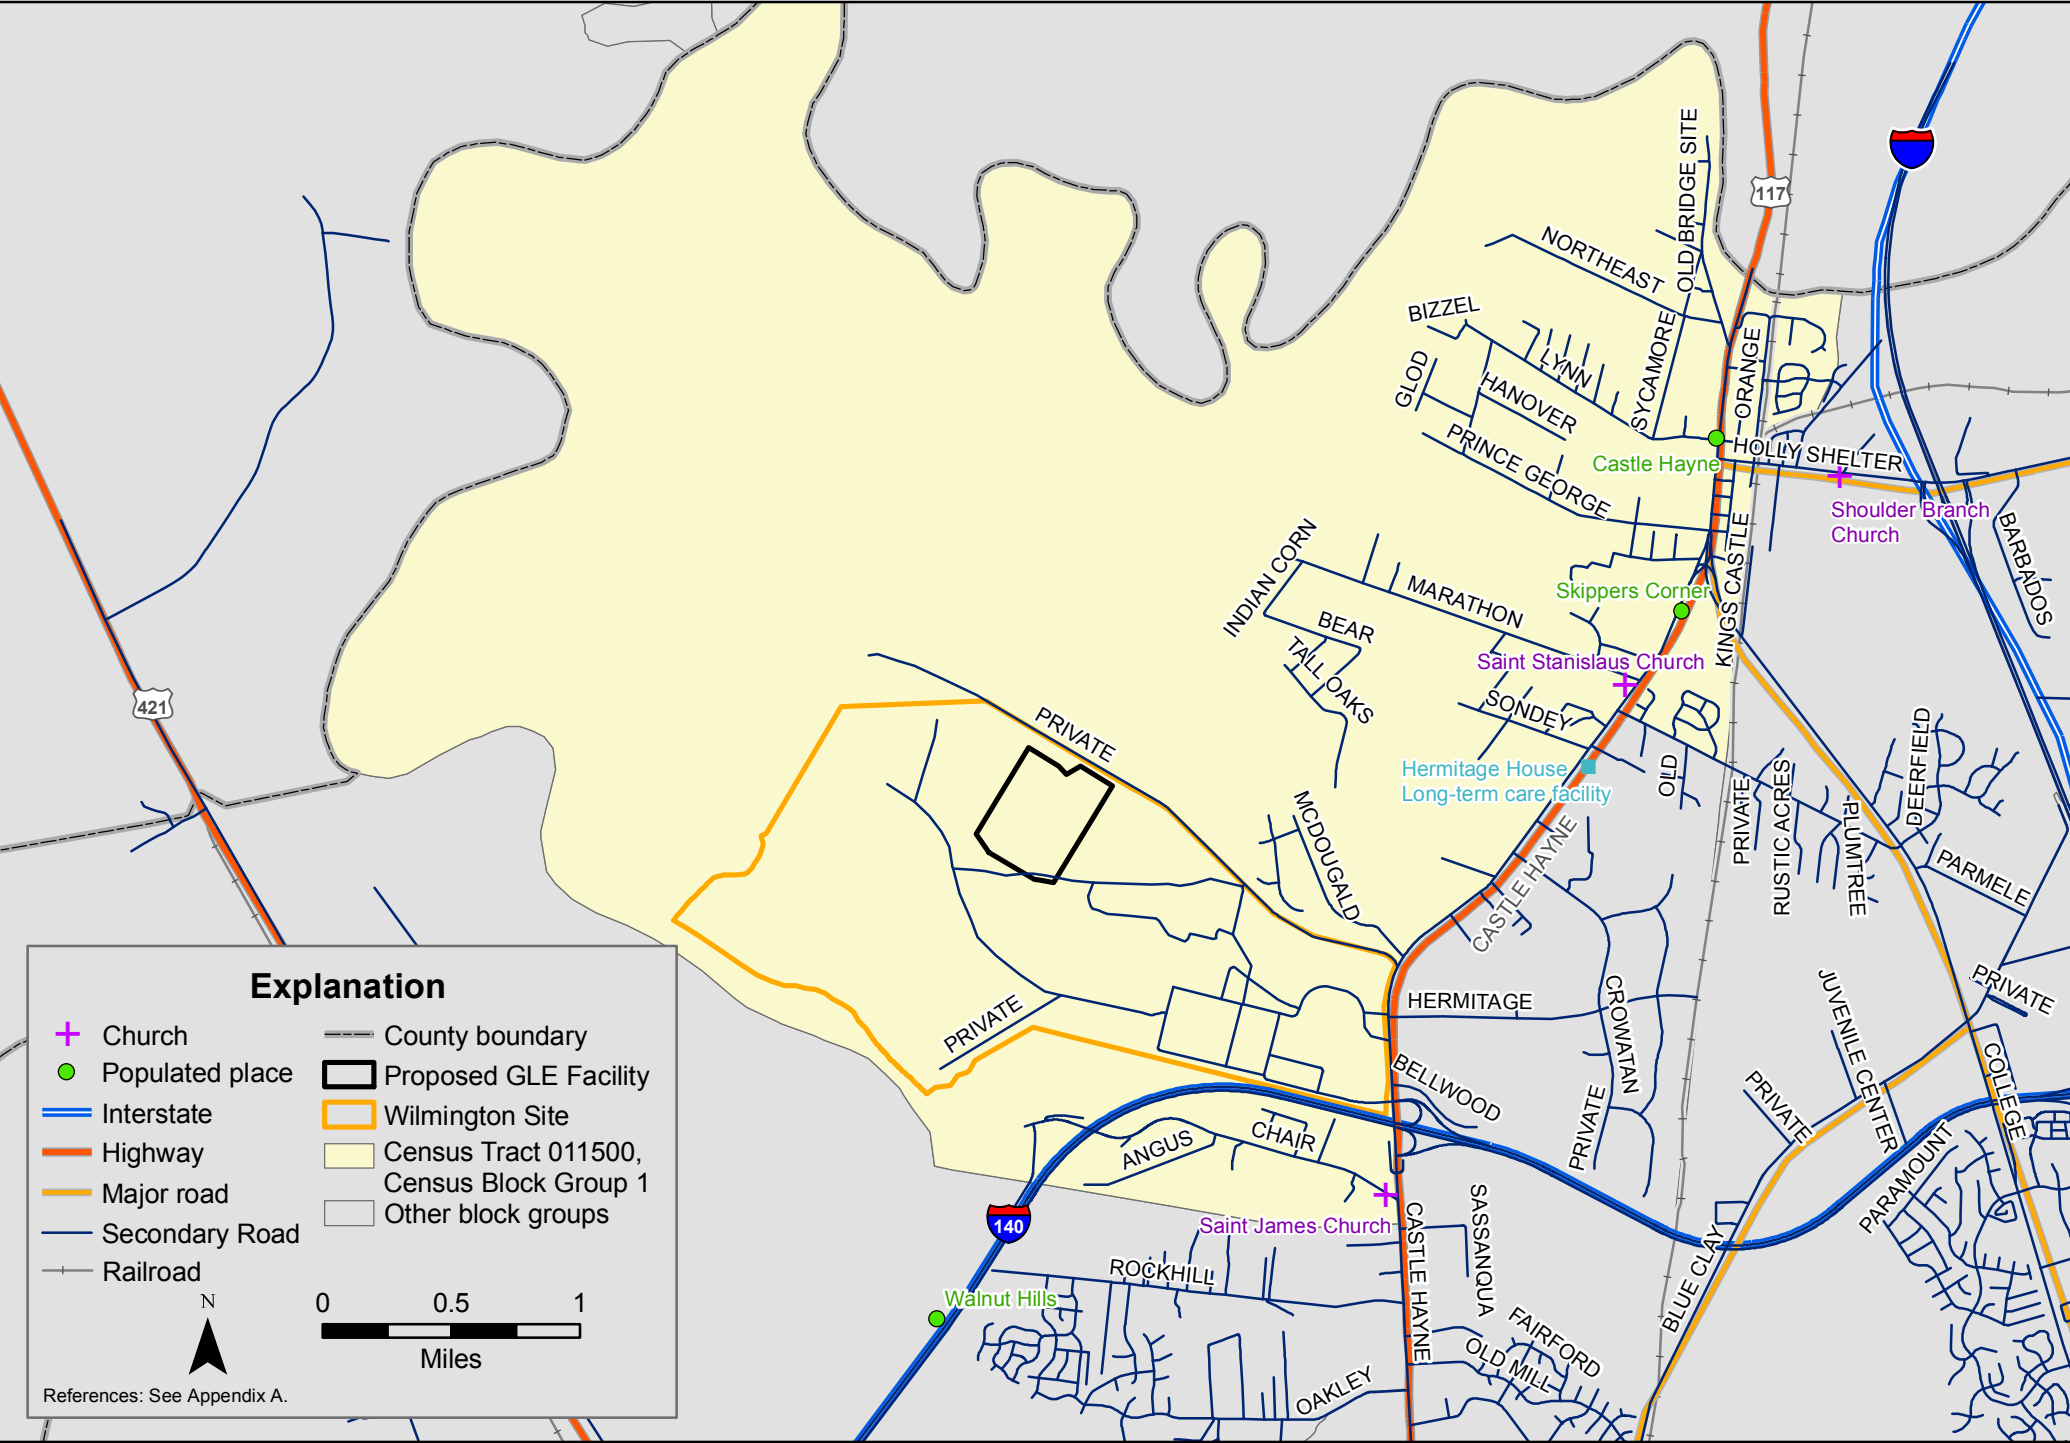 117
OLD BRIDGE SITE
NORTHEAST
BIZZEL
LYNN
SYCAMORE
ORANGE
GLOD
HANOVER
PRINCE GEORGE
Castle Hayne
HOLLY SHELTER
Shoulder Branch
Church
BARBADOS
KINGS CASTLE
INDIAN CORN
MARATHON
Skippers Corner
BEAR
TALL OAKS
Saint Stanislaus Church
SONDEY
421
PRIVATE
Hermitage House
Long-term care facility
OLD
PRIVATE
RUSTIC ACRES
PLUMTREE
DEERFIELD
PARMELE
MCDOUGALD
CASTLE HAYNE
PRIVATE
HERMITAGE
CROWATAN
JUVENILE CENTER
PRIVATE
BELLWOOD
PRIVATE
PRIVATE
COLLEGE
ANGUS
CHAIR
PARAMOUNT
140
Saint James Church
CASTLE HAYNE
SASSANQUA
BLUE CLAY
ROCKHILL
Walnut Hills
FAIRFORD
OLD MILL
OAKLEY
Explanation
Church
Populated place
Interstate
Highway
Major road
Secondary Road
Railroad
County boundary
Proposed GLE Facility
Wilmington Site
Census Tract 011500,
Census Block Group 1
Other block groups
N
0 0.5 1
Miles
References: See Appendix A.